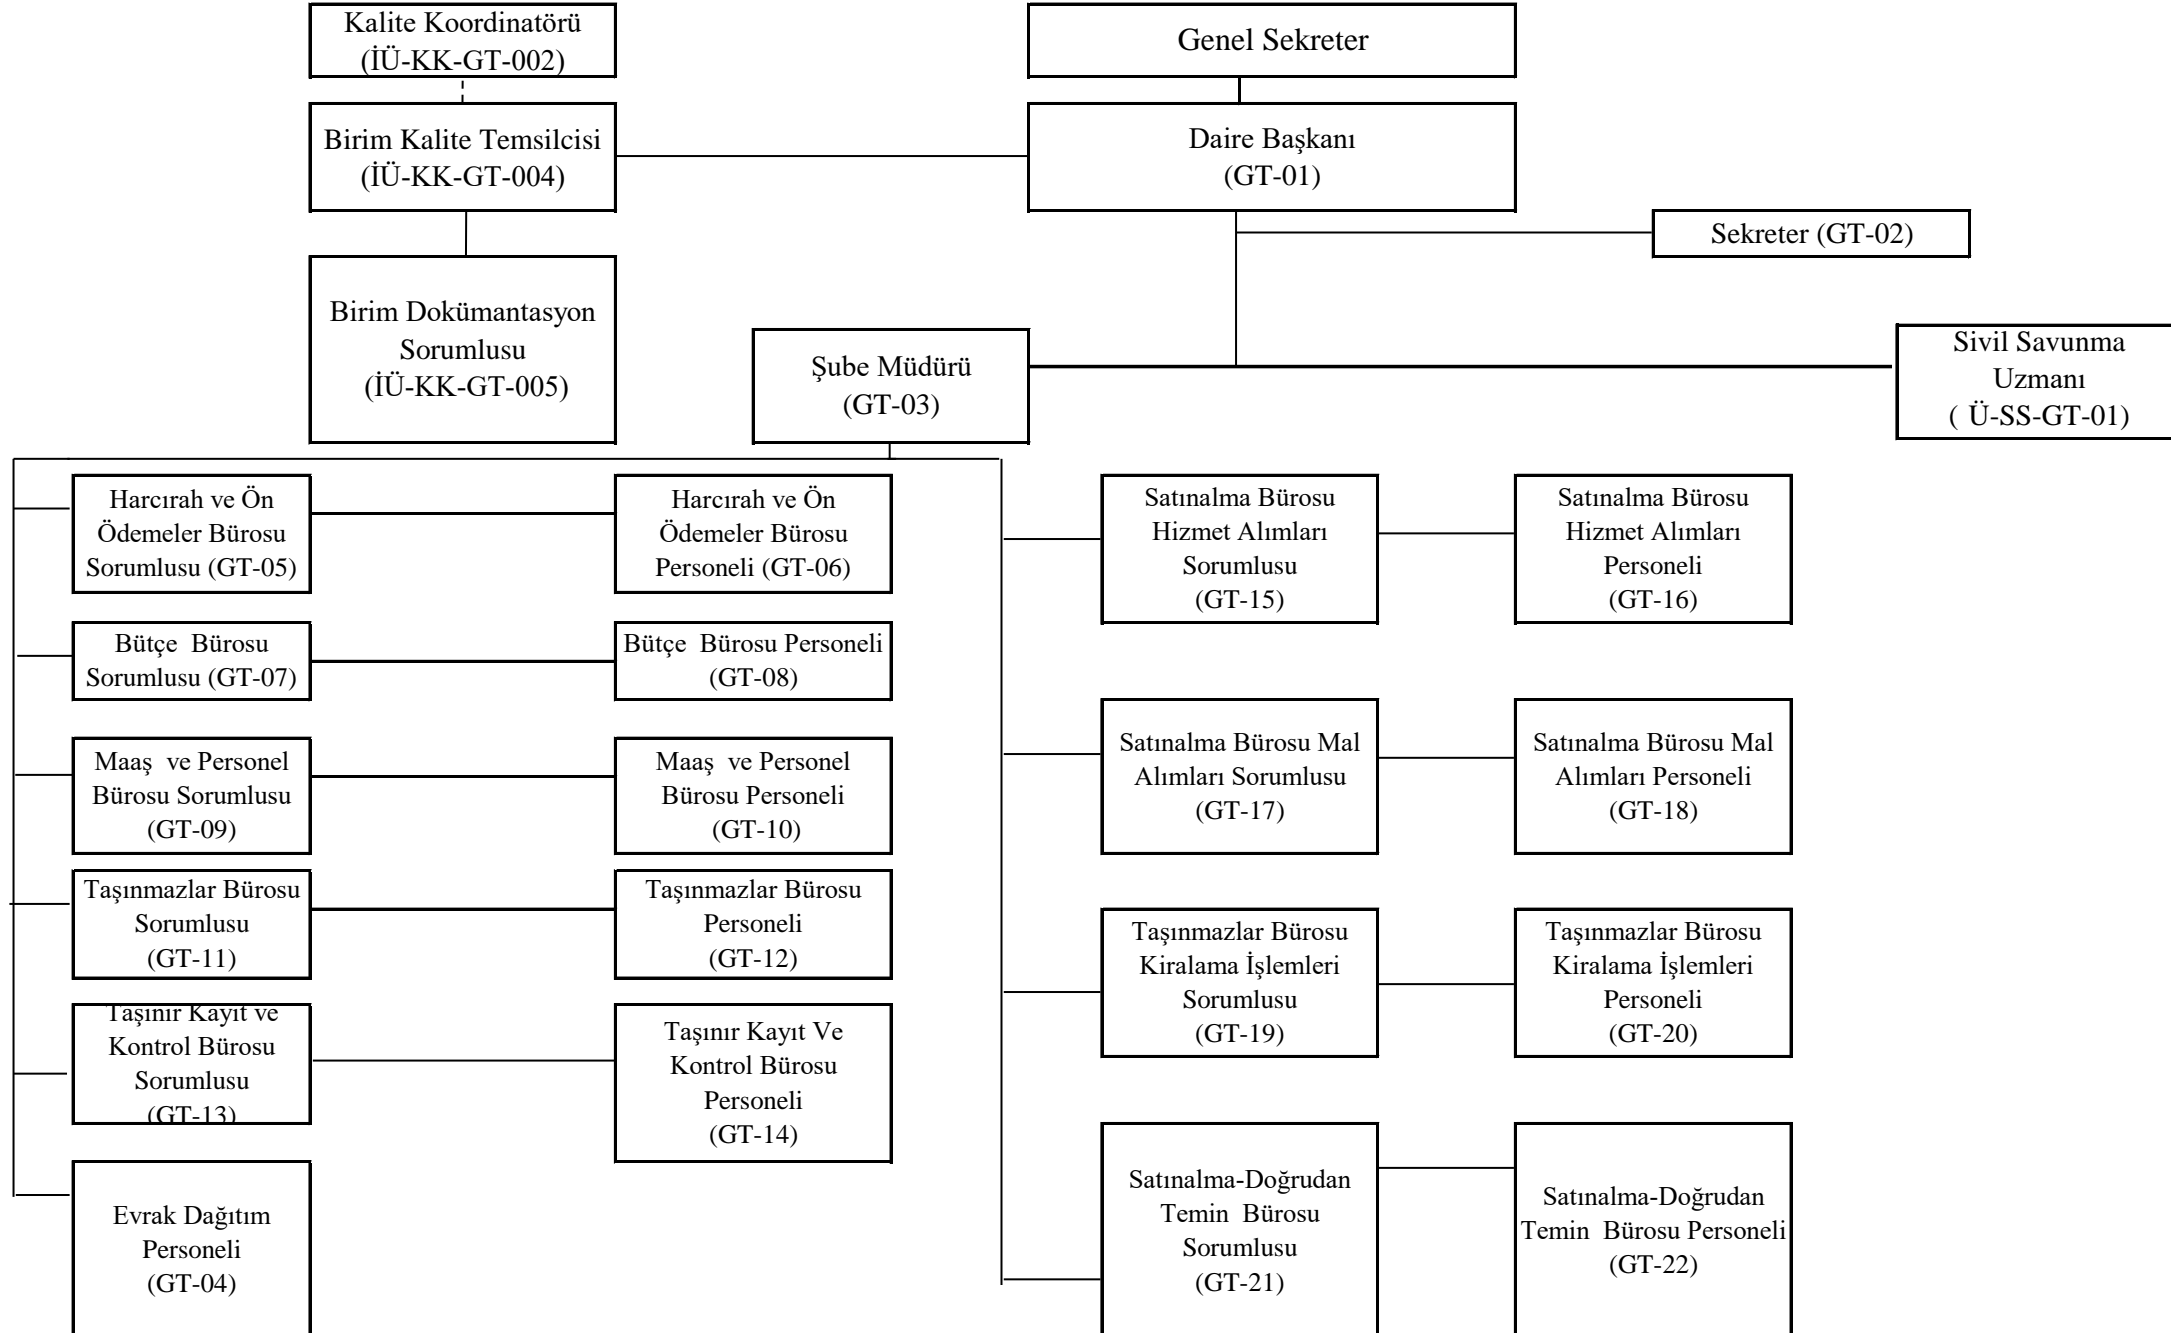 Kalite Koordinatörü
(İÜ-KK-GT-002)
Genel Sekreter
Birim Kalite Temsilcisi
(İÜ-KK-GT-004)
Daire Başkanı
(GT-01)
Sekreter (GT-02)
Birim Dokümantasyon
Sorumlusu
(İÜ-KK-GT-005)
Şube Müdürü
(GT-03)
Sivil Savunma
Uzmanı
( Ü-SS-GT-01)
Harcırah ve Ön
Ödemeler Bürosu
Sorumlusu (GT-05)
Harcırah ve Ön
Ödemeler Bürosu
Personeli (GT-06)
Satınalma Bürosu
Hizmet Alımları
Sorumlusu
(GT-15)
Satınalma Bürosu
Hizmet Alımları
Personeli
(GT-16)
Bütçe  Bürosu
Sorumlusu (GT-07)
Bütçe  Bürosu Personeli
(GT-08)
Maaş  ve Personel
Bürosu Sorumlusu
(GT-09)
Maaş  ve Personel
Bürosu Personeli
(GT-10)
Satınalma Bürosu Mal
Alımları Sorumlusu
(GT-17)
Satınalma Bürosu Mal
Alımları Personeli
(GT-18)
Taşınmazlar Bürosu
Sorumlusu
(GT-11)
Taşınmazlar Bürosu
Personeli
(GT-12)
Taşınmazlar Bürosu
Kiralama İşlemleri
Sorumlusu
(GT-19)
Taşınmazlar Bürosu
Kiralama İşlemleri
Personeli
(GT-20)
Taşınır Kayıt ve
Kontrol Bürosu
Sorumlusu
(GT-13)
Taşınır Kayıt Ve
Kontrol Bürosu
Personeli
(GT-14)
Evrak Dağıtım
Personeli
(GT-04)
Satınalma-Doğrudan
Temin  Bürosu
Sorumlusu
(GT-21)
Satınalma-Doğrudan
Temin  Bürosu Personeli
(GT-22)